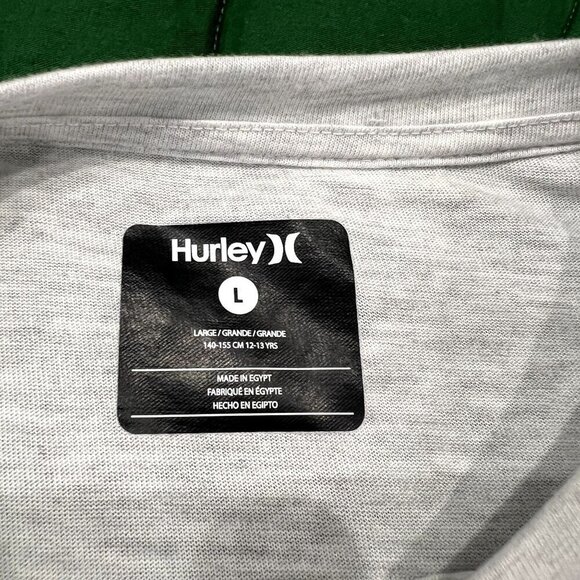 Hurley
L
LARGE / GRANDE / GRANDE
140-155 CM 12-13 YRS
MADE IN EGYPT
FABRIQUÉ EN ÉGYPTE
HECHO EN EGIPTO